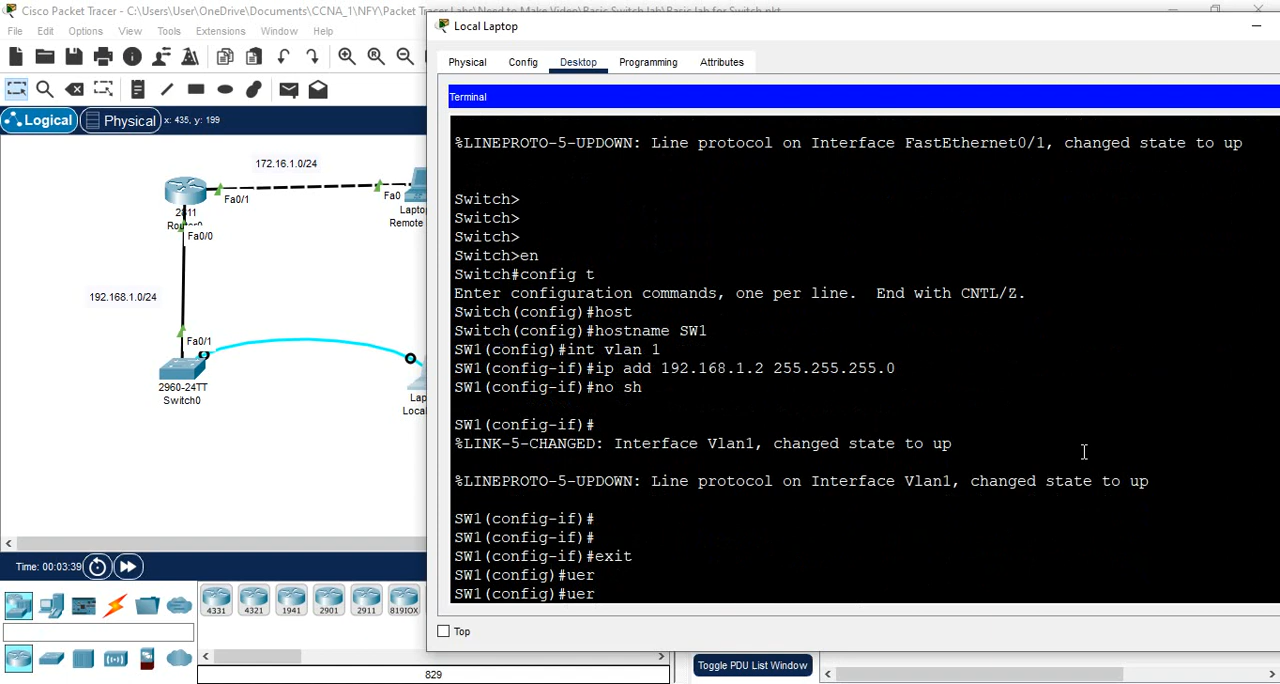 Cisco Packet Tracer - C:\Users\User\OneDrive\Documents\CCNA_1\NFY\Packet Tracer Labs\Need to Make Video\Basic Switch lab\Basic lab for Switch.pkt
File Edit Options View Tools Extensions Window Help
Logical Physical x: 435, y: 199
172.16.1.0/24
Fa0/1
Fa0
2811
Fa0/0
Remote
192.168.1.0/24
Fa0/1
2960-24TT
Switch0
Time: 00:03:39
4331 4321 1941 2901 2911 819IOX
829
Local Laptop
Physical Config Desktop Programming Attributes
Terminal
%LINEPROTO-5-UPDOWN: Line protocol on Interface FastEthernet0/1, changed state to up
Switch>
Switch>
Switch>
Switch>en
Switch#config t
Enter configuration commands, one per line.  End with CNTL/Z.
Switch(config)#host
Switch(config)#hostname SW1
SW1(config)#int vlan 1
SW1(config-if)#ip add 192.168.1.2 255.255.255.0
SW1(config-if)#no sh
SW1(config-if)#
%LINK-5-CHANGED: Interface Vlan1, changed state to up
%LINEPROTO-5-UPDOWN: Line protocol on Interface Vlan1, changed state to up
SW1(config-if)#
SW1(config-if)#
SW1(config-if)#exit
SW1(config)#uer
SW1(config)#uer
Top
Toggle PDU List Window